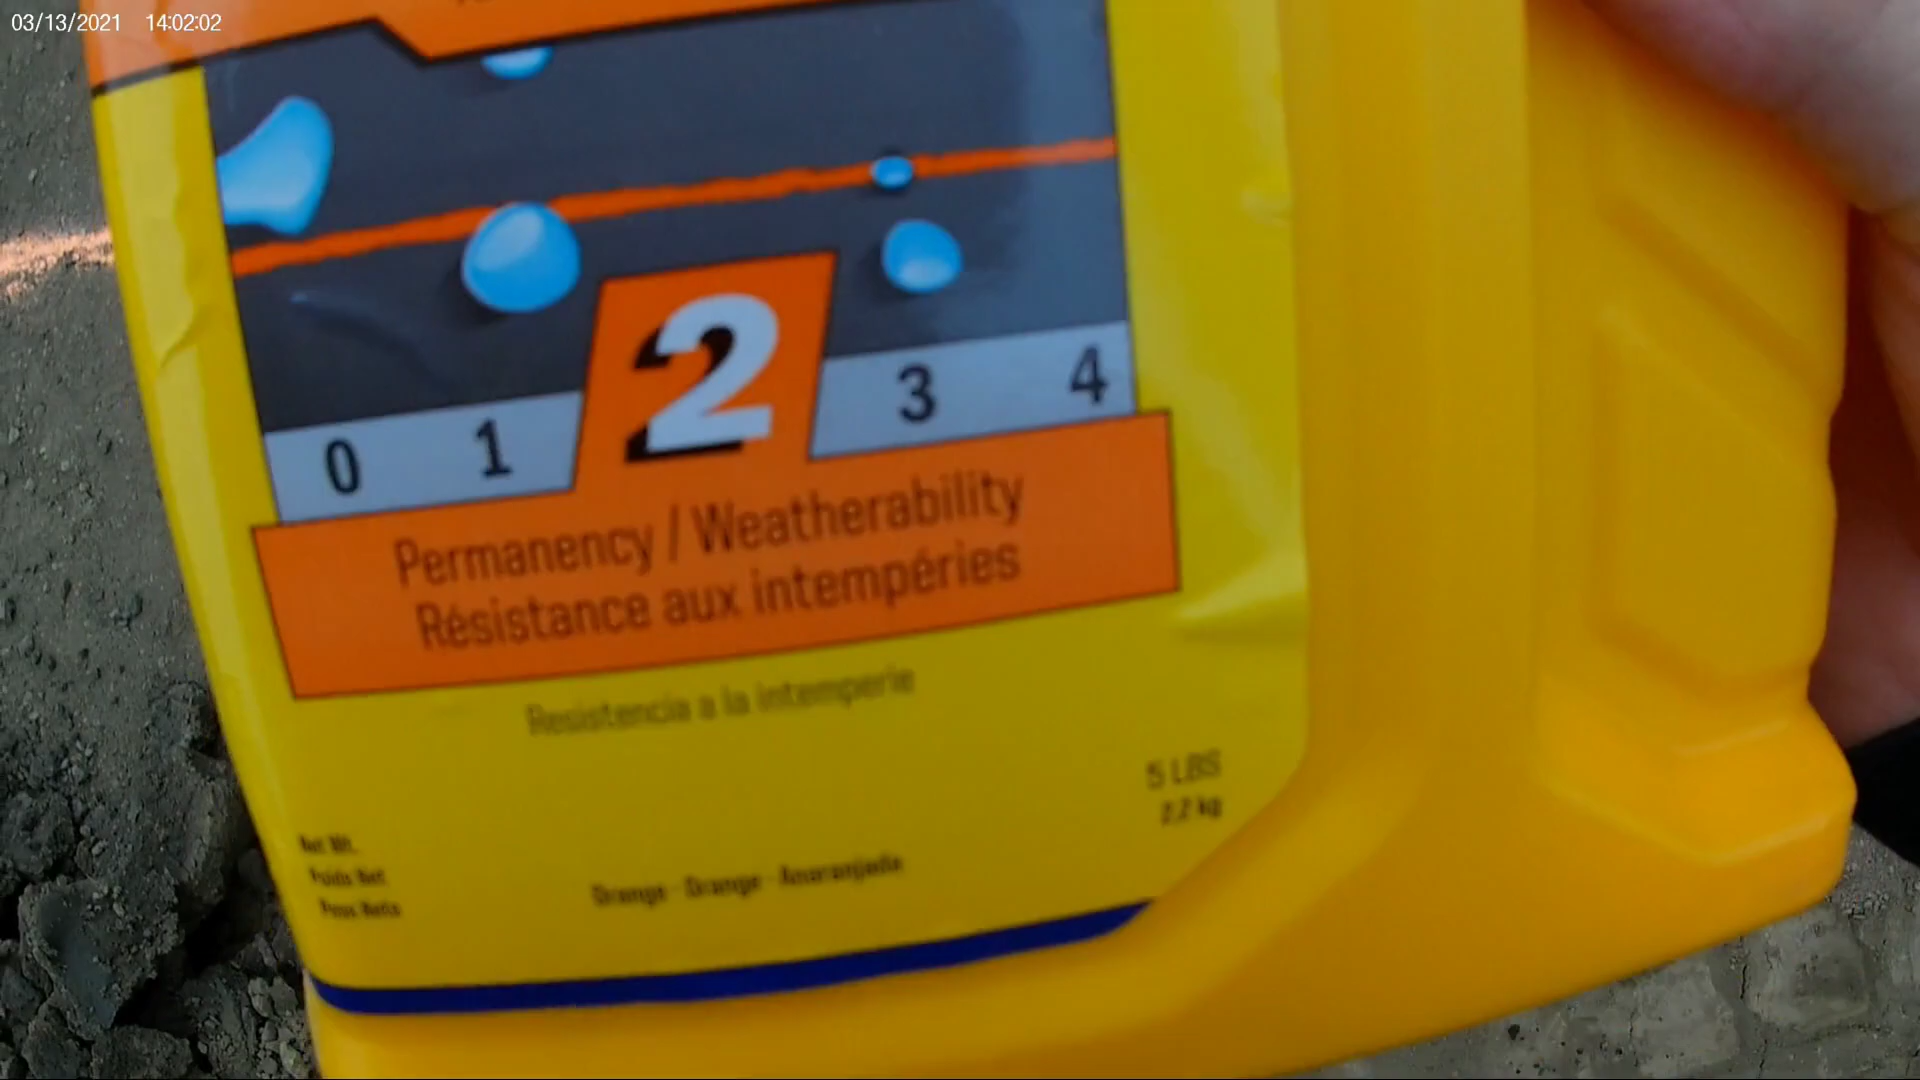 03/13/2021 14:02:02
0 1 2 3 4
Permanency / Weatherability
Résistance aux intempéries
Resistencia a la intemperie
5 LBS
2.2 kg
Net Wt.
Poids Net
Peso Neto
Orange · Orange · Anaranjado